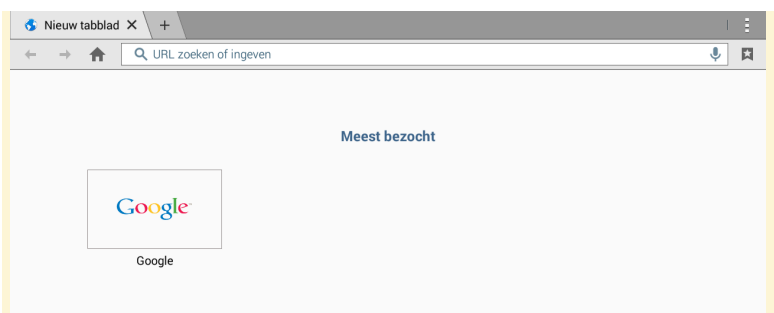 Nieuw tabblad
URL zoeken of ingeven
Meest bezocht
Google
Google